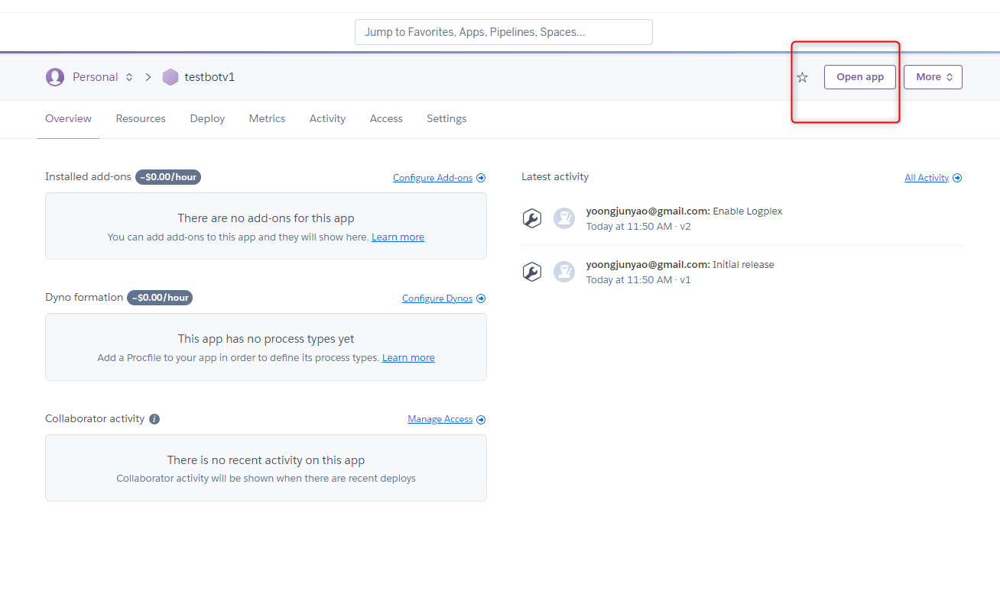 Jump to Favorites, Apps, Pipelines, Spaces...
Personal testbotv1
Open app
More
Overview Resources Deploy Metrics Activity Access Settings
Installed add-ons ~$0.00/hour Configure Add-ons
There are no add-ons for this app
You can add add-ons to this app and they will show here. Learn more
Dyno formation ~$0.00/hour Configure Dynos
This app has no process types yet
Add a Procfile to your app in order to define its process types. Learn more
Collaborator activity i Manage Access
There is no recent activity on this app
Collaborator activity will be shown when there are recent deploys
Latest activity All Activity
yoongjunyao@gmail.com: Enable Logplex
Today at 11:50 AM · v2
yoongjunyao@gmail.com: Initial release
Today at 11:50 AM · v1